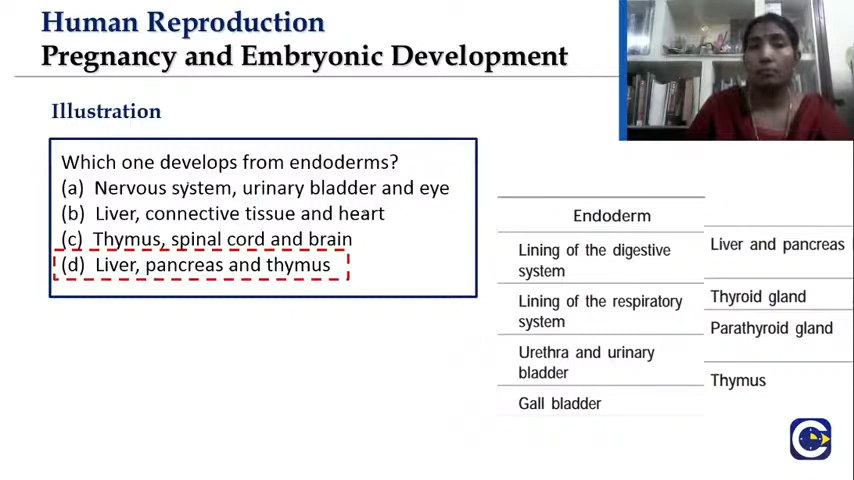 Human Reproduction
Pregnancy and Embryonic Development
Illustration
Which one develops from endoderms?
(a) Nervous system, urinary bladder and eye
(b) Liver, connective tissue and heart
(c) Thymus, spinal cord and brain
(d) Liver, pancreas and thymus
Endoderm
Lining of the digestive
system
Lining of the respiratory
system
Urethra and urinary
bladder
Gall bladder
Liver and pancreas
Thyroid gland
Parathyroid gland
Thymus